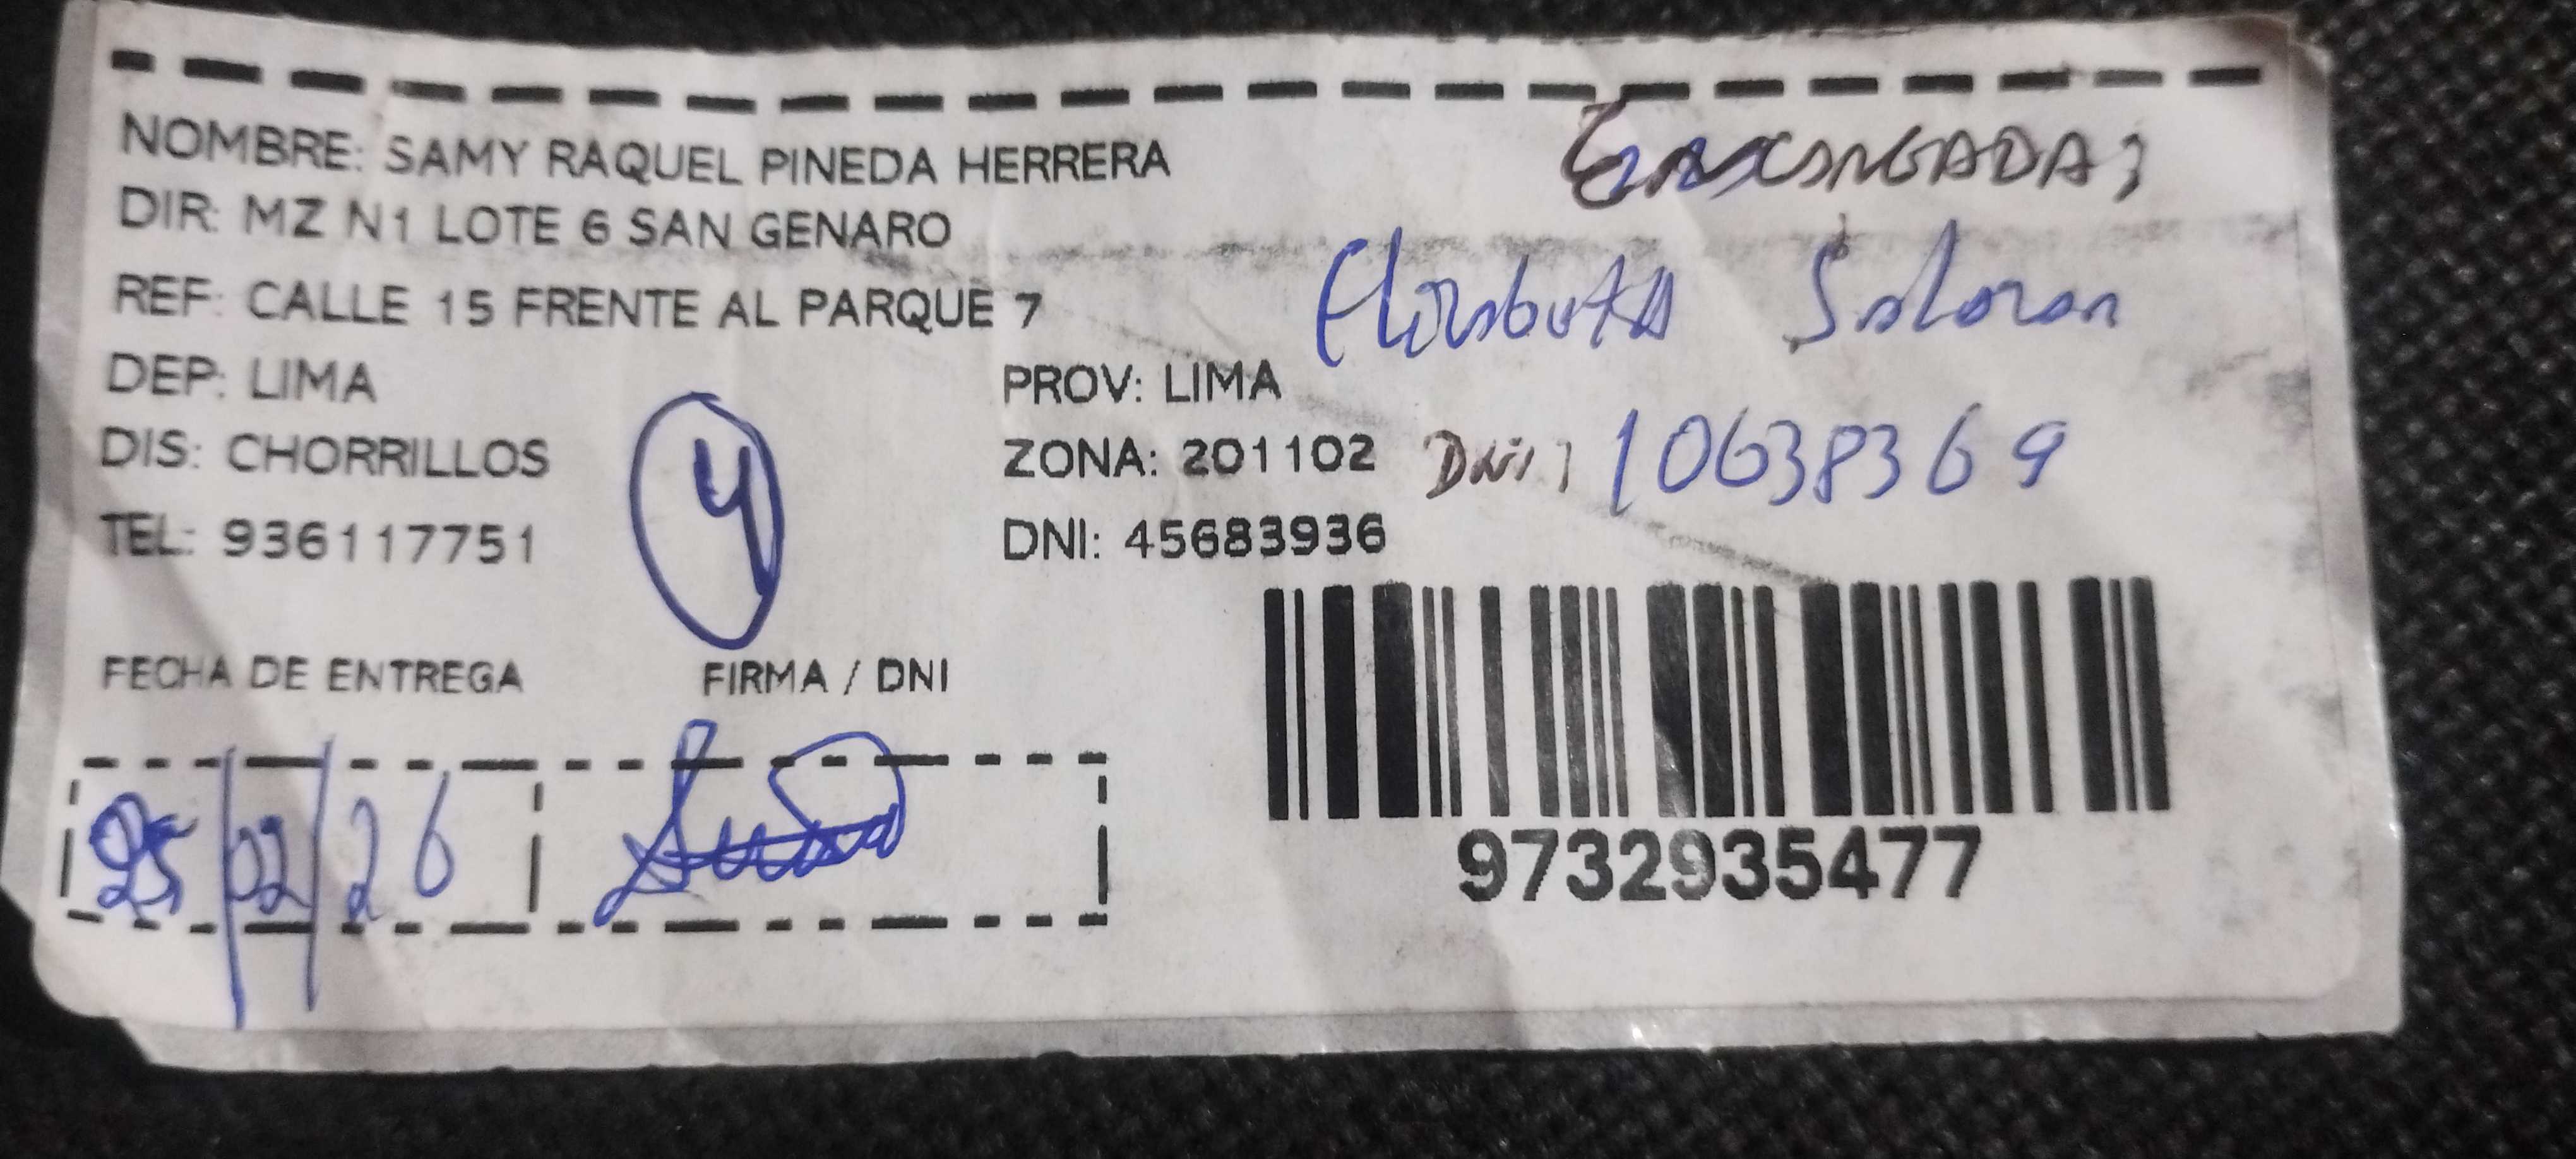 NOMBRE: SAMY RAQUEL PINEDA HERRERA
DIR: MZ N1 LOTE 6 SAN GENARO
REF: CALLE 15 FRENTE AL PARQUE 7
DEP: LIMA
PROV: LIMA
DIS: CHORRILLOS
ZONA: 201102
TEL: 936117751
DNI: 45683936
4
ENCARGADA:
Elizabeth
DNI: 10638369
FECHA DE ENTREGA
FIRMA / DNI
25/02/26
9732935477